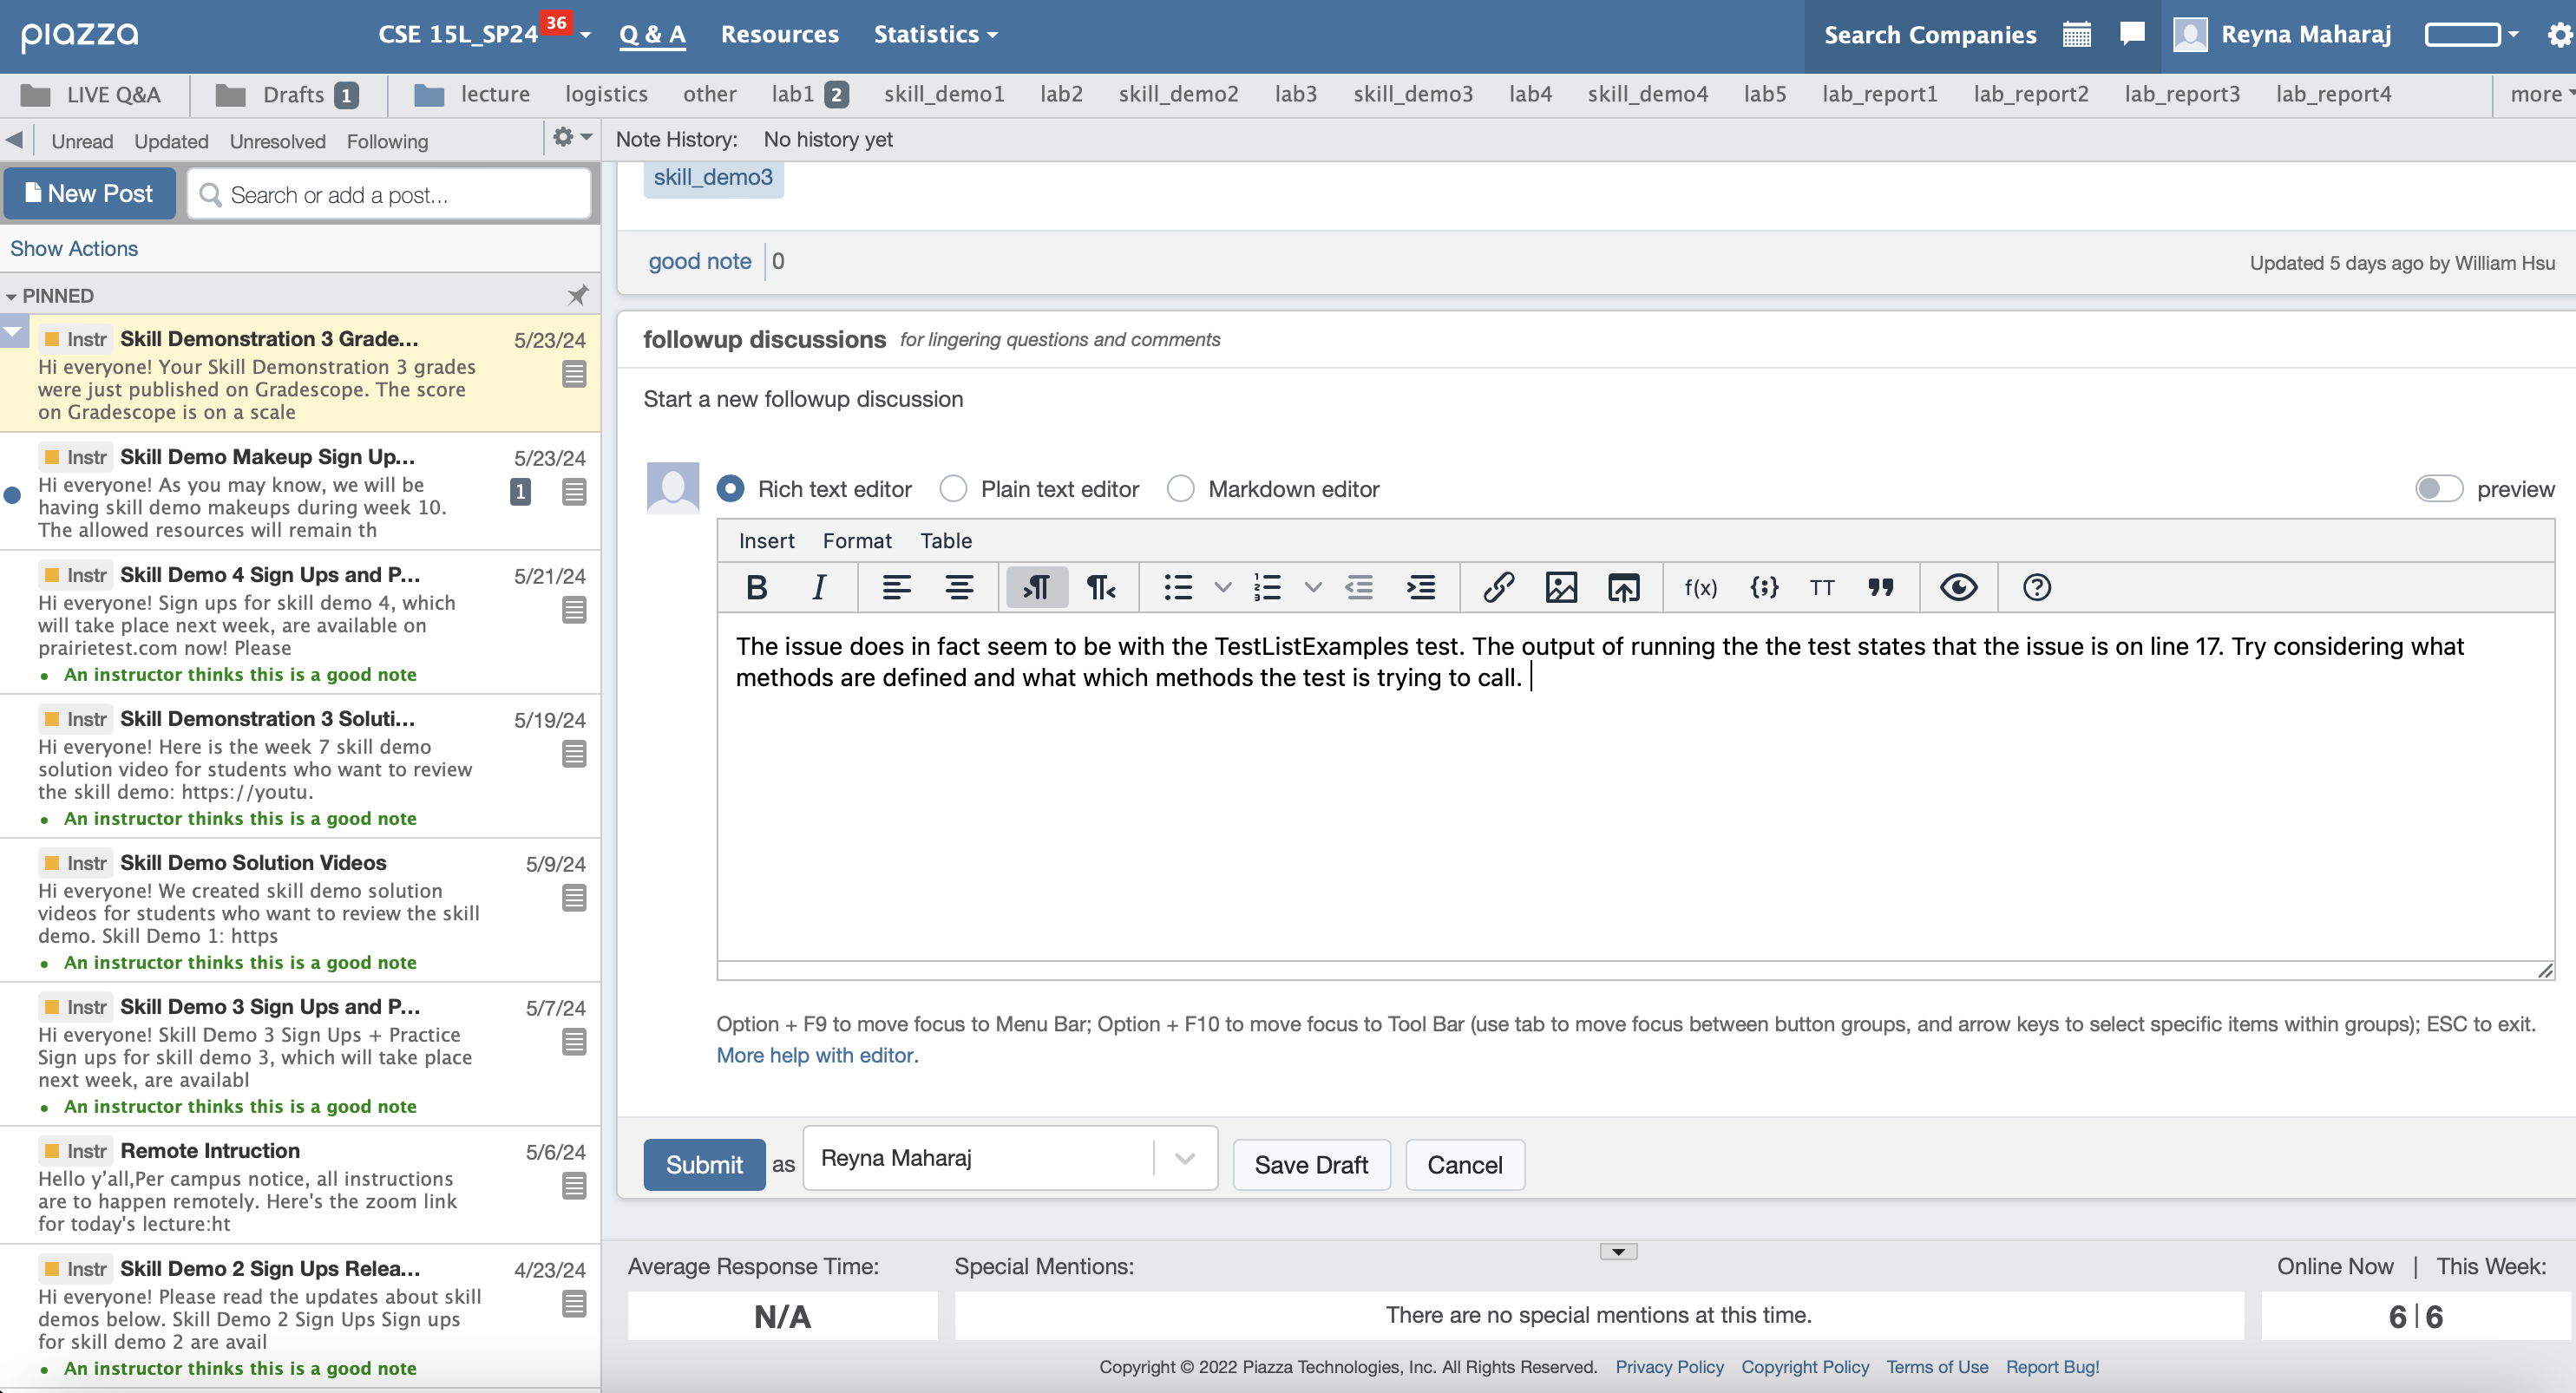 piazza
CSE 15L_SP24 36 Q & A Resources Statistics Search Companies Reyna Maharaj
LIVE Q&A Drafts 1 lecture logistics other lab1 2 skill_demo1 lab2 skill_demo2 lab3 skill_demo3 lab4 skill_demo4 lab5 lab_report1 lab_report2 lab_report3 lab_report4 more
Unread Updated Unresolved Following
Note History: No history yet
New Post Search or add a post...
Show Actions
PINNED
Instr Skill Demonstration 3 Grade... 5/23/24
Hi everyone! Your Skill Demonstration 3 grades
were just published on Gradescope. The score
on Gradescope is on a scale
Instr Skill Demo Makeup Sign Up... 5/23/24
Hi everyone! As you may know, we will be 1
having skill demo makeups during week 10.
The allowed resources will remain th
Instr Skill Demo 4 Sign Ups and P... 5/21/24
Hi everyone! Sign ups for skill demo 4, which
will take place next week, are available on
prairietest.com now! Please
• An instructor thinks this is a good note
Instr Skill Demonstration 3 Soluti... 5/19/24
Hi everyone! Here is the week 7 skill demo
solution video for students who want to review
the skill demo: https://youtu.
• An instructor thinks this is a good note
Instr Skill Demo Solution Videos 5/9/24
Hi everyone! We created skill demo solution
videos for students who want to review the skill
demo. Skill Demo 1: https
• An instructor thinks this is a good note
Instr Skill Demo 3 Sign Ups and P... 5/7/24
Hi everyone! Skill Demo 3 Sign Ups + Practice
Sign ups for skill demo 3, which will take place
next week, are availabl
• An instructor thinks this is a good note
Instr Remote Intruction 5/6/24
Hello y’all,Per campus notice, all instructions
are to happen remotely. Here's the zoom link
for today's lecture:ht
Instr Skill Demo 2 Sign Ups Relea... 4/23/24
Hi everyone! Please read the updates about skill
demos below. Skill Demo 2 Sign Ups Sign ups
for skill demo 2 are avail
• An instructor thinks this is a good note
skill_demo3
good note 0 Updated 5 days ago by William Hsu
followup discussions for lingering questions and comments
Start a new followup discussion
Rich text editor Plain text editor Markdown editor preview
Insert Format Table
B I f(x) {;} TT
The issue does in fact seem to be with the TestListExamples test. The output of running the the test states that the issue is on line 17. Try considering what
methods are defined and what which methods the test is trying to call.
Option + F9 to move focus to Menu Bar; Option + F10 to move focus to Tool Bar (use tab to move focus between button groups, and arrow keys to select specific items within groups); ESC to exit.
More help with editor.
Submit as Reyna Maharaj Save Draft Cancel
Average Response Time: Special Mentions: Online Now | This Week:
N/A There are no special mentions at this time. 6|6
Copyright © 2022 Piazza Technologies, Inc. All Rights Reserved. Privacy Policy Copyright Policy Terms of Use Report Bug!